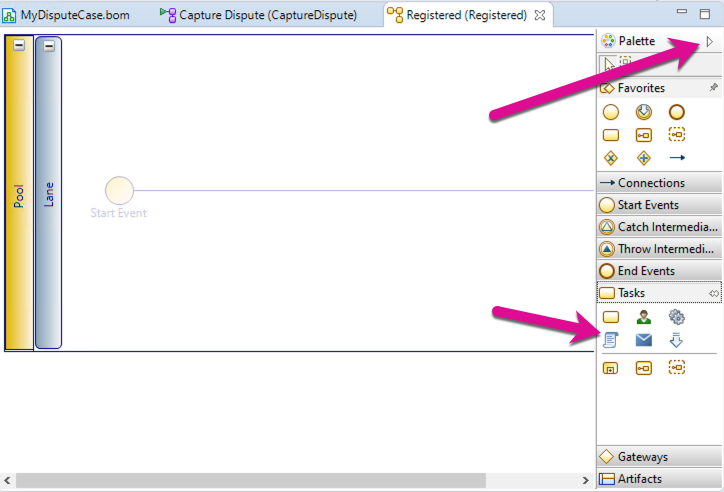 MyDisputeCase.bom
Capture Dispute (CaptureDispute)
Registered (Registered)
Palette
Favorites
Connections
Start Events
Catch Intermedia...
Throw Intermedi...
End Events
Tasks
Gateways
Artifacts
Pool
Lane
Start Event